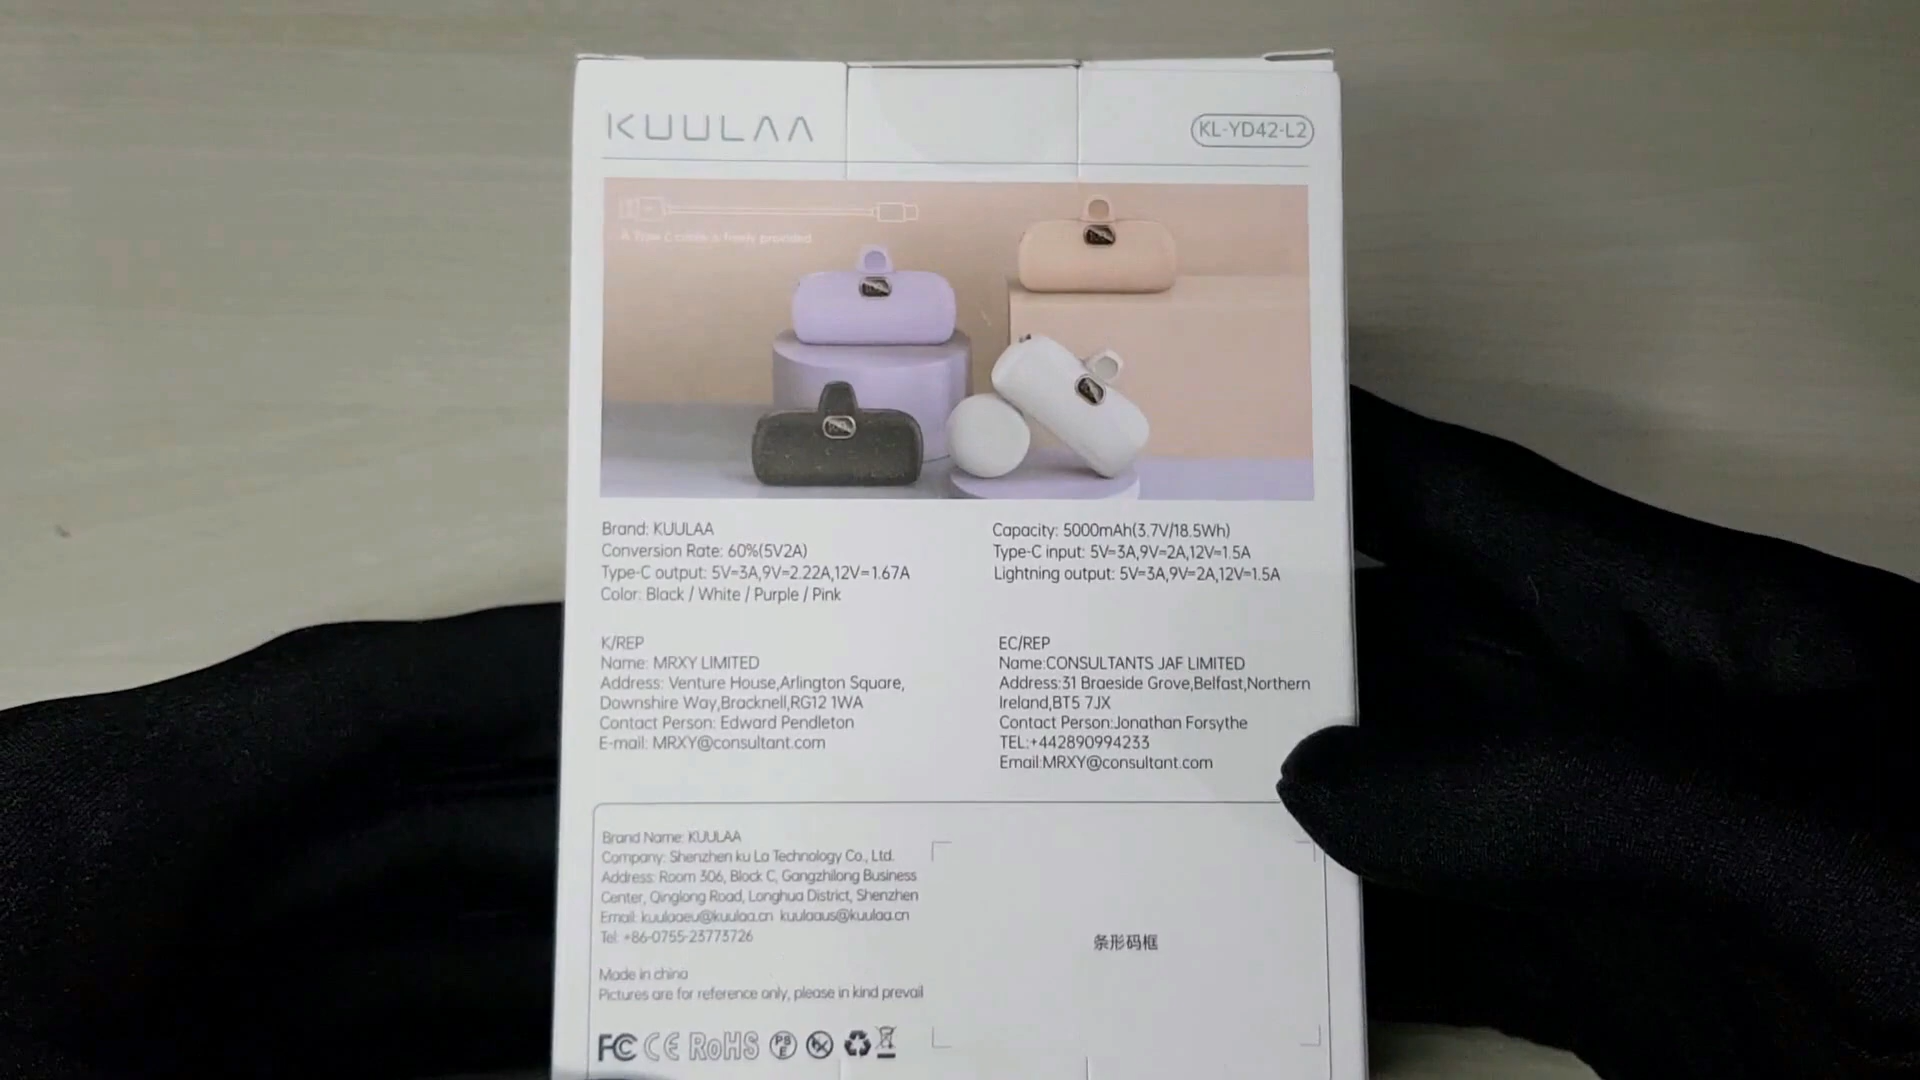 KUULAA
KL-YD42-L2
A Type C cable is freely provided
Brand: KUULAA
Conversion Rate: 60%(5V2A)
Type-C output: 5V=3A,9V=2.22A,12V=1.67A
Color: Black / White / Purple / Pink
Capacity: 5000mAh(3.7V/18.5Wh)
Type-C input: 5V=3A,9V=2A,12V=1.5A
Lightning output: 5V=3A,9V=2A,12V=1.5A
K/REP
Name: MRXY LIMITED
Address: Venture House,Arlington Square,
Downshire Way,Bracknell,RG12 1WA
Contact Person: Edward Pendleton
E-mail: MRXY@consultant.com
EC/REP
Name:CONSULTANTS JAF LIMITED
Address:31 Braeside Grove,Belfast,Northern
Ireland,BT5 7JX
Contact Person:Jonathan Forsythe
TEL:+442890994233
Email:MRXY@consultant.com
Brand Name: KUULAA
Company: Shenzhen ku La Technology Co., Ltd.
Address: Room 306, Block C, Gangzhilong Business
Center, Qinglong Road, Longhua District, Shenzhen
Email: kuulaaeu@kuulaa.cn kuulaaus@kuulaa.cn
Tel: +86-0755-23773726
Made in china
Pictures are for reference only, please in kind prevail
FC CE RoHS PSE
条形码框